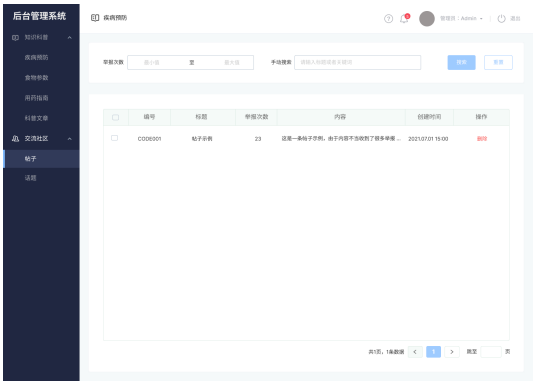 后台管理系统
疾病预防
管理员：Admin
退出
知识科普
疾病预防
食物参数
用药指南
科普文章
交流社区
帖子
话题
举报次数 最小值 至 最大值
手动搜索 请输入标题或者关键词
搜索 重置
编号 标题 举报次数 内容 创建时间 操作
CODE001 帖子示例 23 这是一条帖子示例，由于内容不当收到了很多举报 ... 2021.07.01 15:00 删除
共1页，1条数据 < 1 > 跳至 页